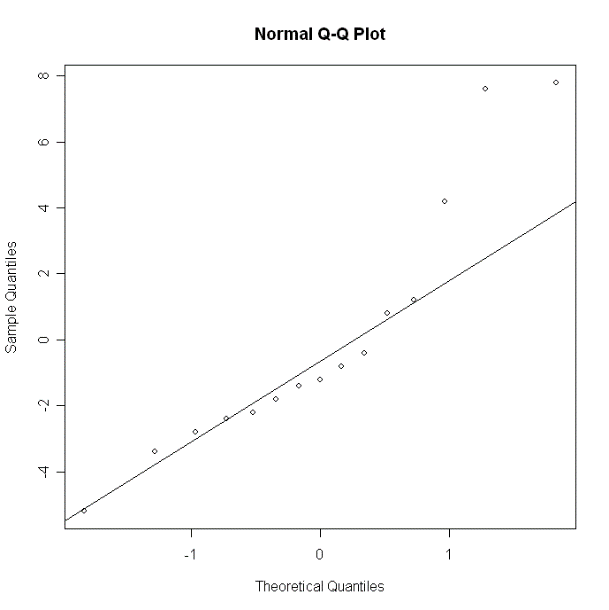 Normal Q-Q Plot
8
6
4
2
0
-2
-4
Sample Quantiles
-1 0 1
Theoretical Quantiles